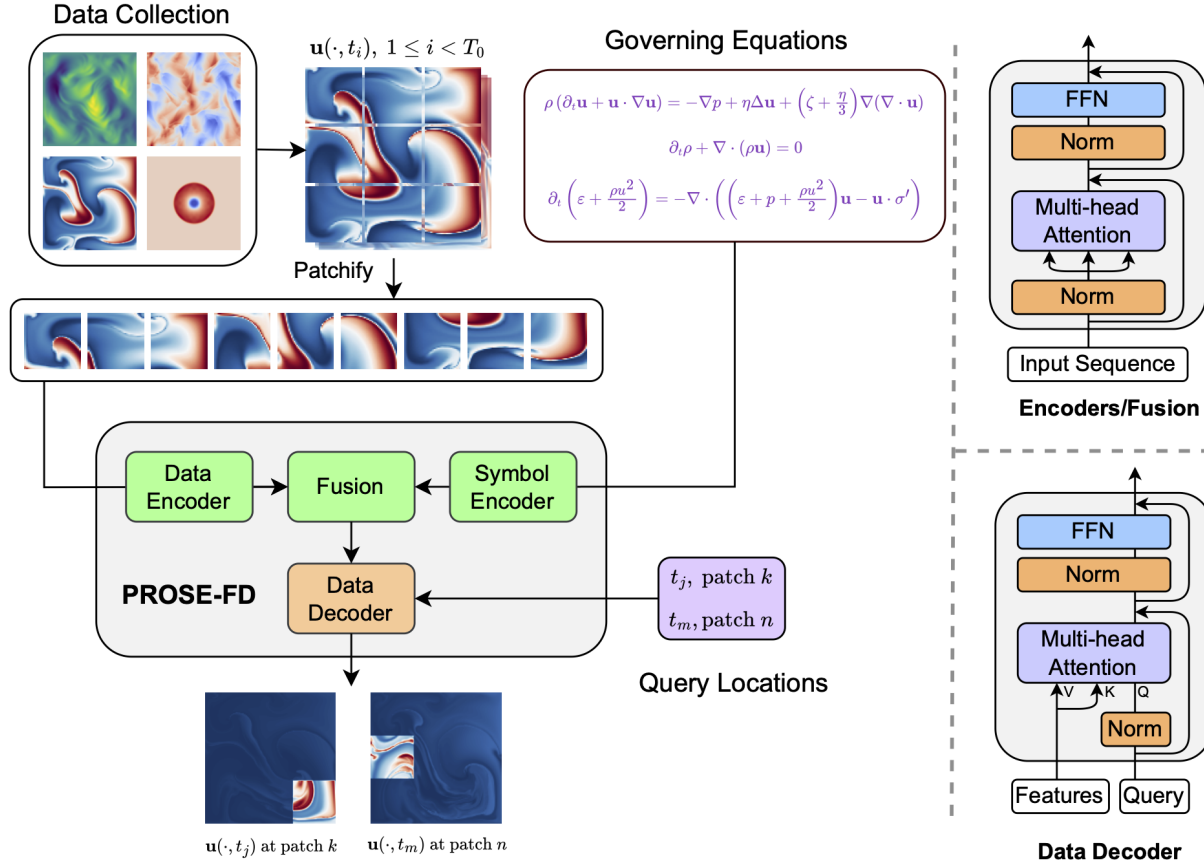 Data Collection
𝐮(·, t_i), 1 ≤ i < T_0
Governing Equations
ρ (∂_t𝐮 + 𝐮 · ∇𝐮) = −∇p + ηΔ𝐮 + (ζ + η/3) ∇(∇ · 𝐮)
∂_tρ + ∇ · (ρ𝐮) = 0
∂_t (ε + ρu²/2) = −∇ · ((ε + p + ρu²/2) 𝐮 − 𝐮 · σ′)
Patchify
Data
Encoder
Fusion
Symbol
Encoder
PROSE-FD
Data
Decoder
t_j, patch k
t_m, patch n
Query Locations
𝐮(·, t_j) at patch k
𝐮(·, t_m) at patch n
FFN
Norm
Multi-head
Attention
Norm
Input Sequence
Encoders/Fusion
FFN
Norm
Multi-head
Attention
V K Q
Norm
Features
Query
Data Decoder